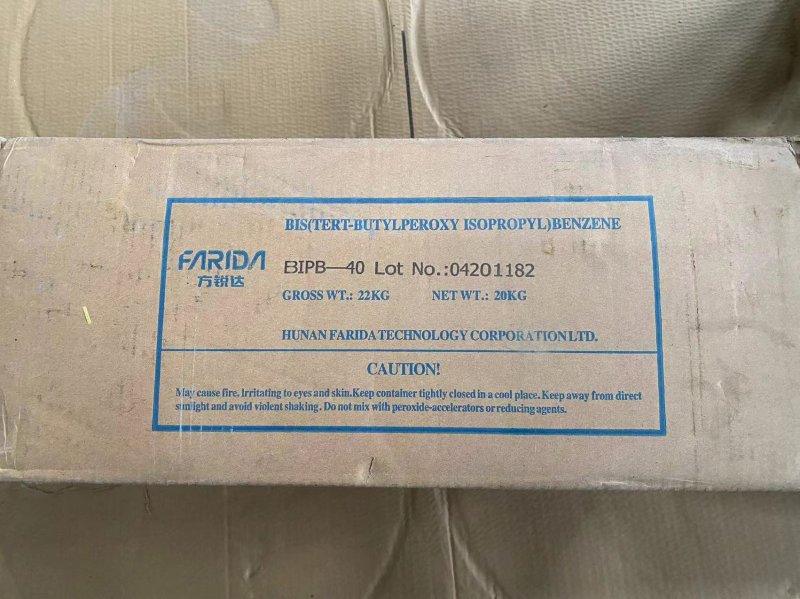 BIS(TERT-BUTYLPEROXY ISOPROPYL)BENZENE
FARIDA
方锐达
BIPB—40 Lot No.:04201182
GROSS WT.: 22KG NET WT.: 20KG
HUNAN FARIDA TECHNOLOGY CORPORATION LTD.
CAUTION!
May cause fire. Irritating to eyes and skin.Keep container tightly closed in a cool place. Keep away from direct
sunlight and avoid violent shaking. Do not mix with peroxide-accelerators or reducing agents.